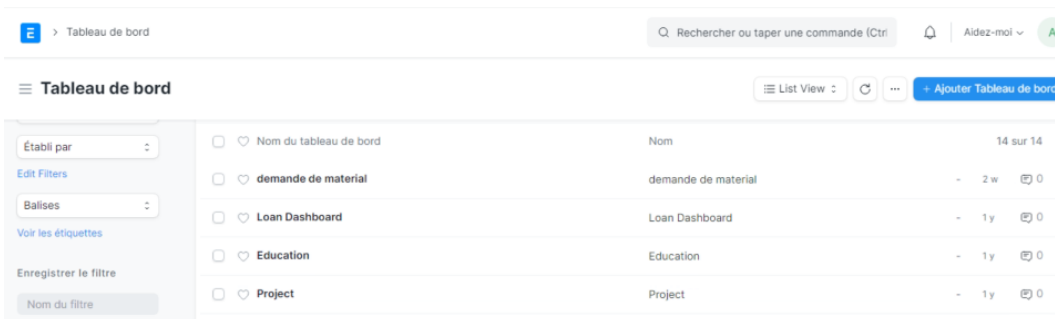 E > Tableau de bord Rechercher ou taper une commande (Ctrl Aidez-moi A
Tableau de bord List View ... + Ajouter Tableau de bord
Établi par
Edit Filters
Balises
Voir les étiquettes
Enregistrer le filtre
Nom du filtre
Nom du tableau de bord Nom 14 sur 14
demande de material demande de material - 2 w 0
Loan Dashboard Loan Dashboard - 1 y 0
Education Education - 1 y 0
Project Project - 1 y 0